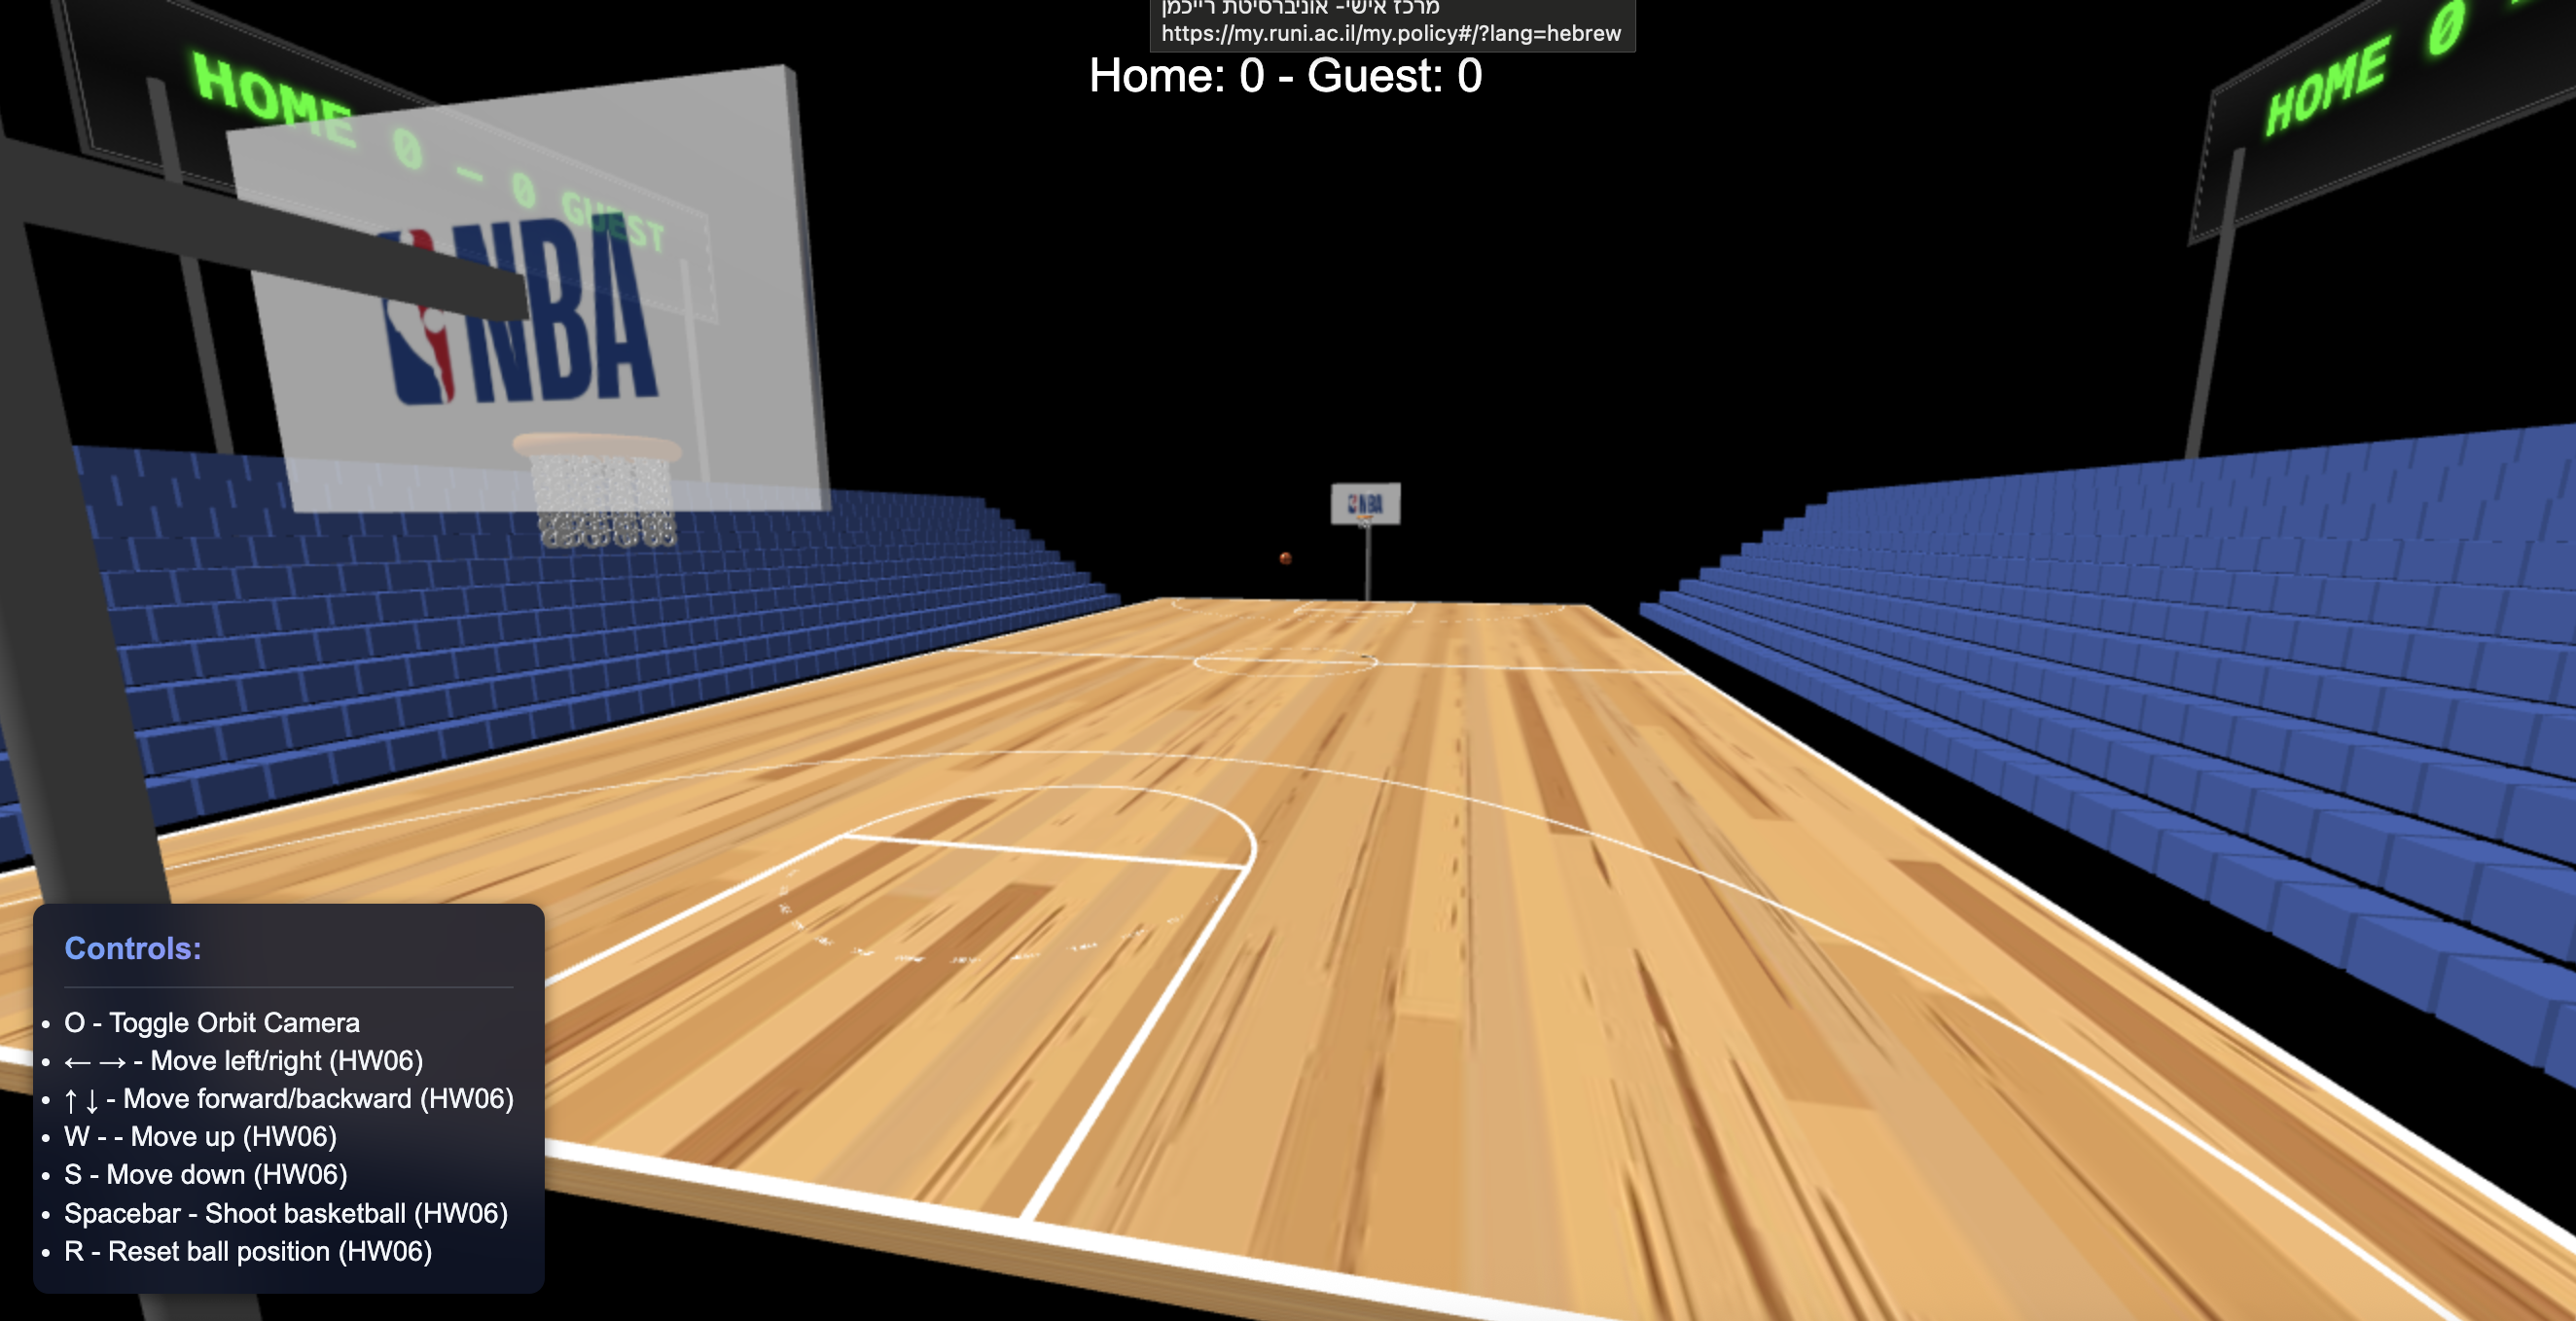 מרכז אישי- אוניברסיטת רייכמן
https://my.runi.ac.il/my.policy#/?lang=hebrew
Home: 0 - Guest: 0
HOME 0 – 0 GUEST
HOME 0
NBA
NBA
Controls:
O - Toggle Orbit Camera
← → - Move left/right (HW06)
↑ ↓ - Move forward/backward (HW06)
W - - Move up (HW06)
S - Move down (HW06)
Spacebar - Shoot basketball (HW06)
R - Reset ball position (HW06)